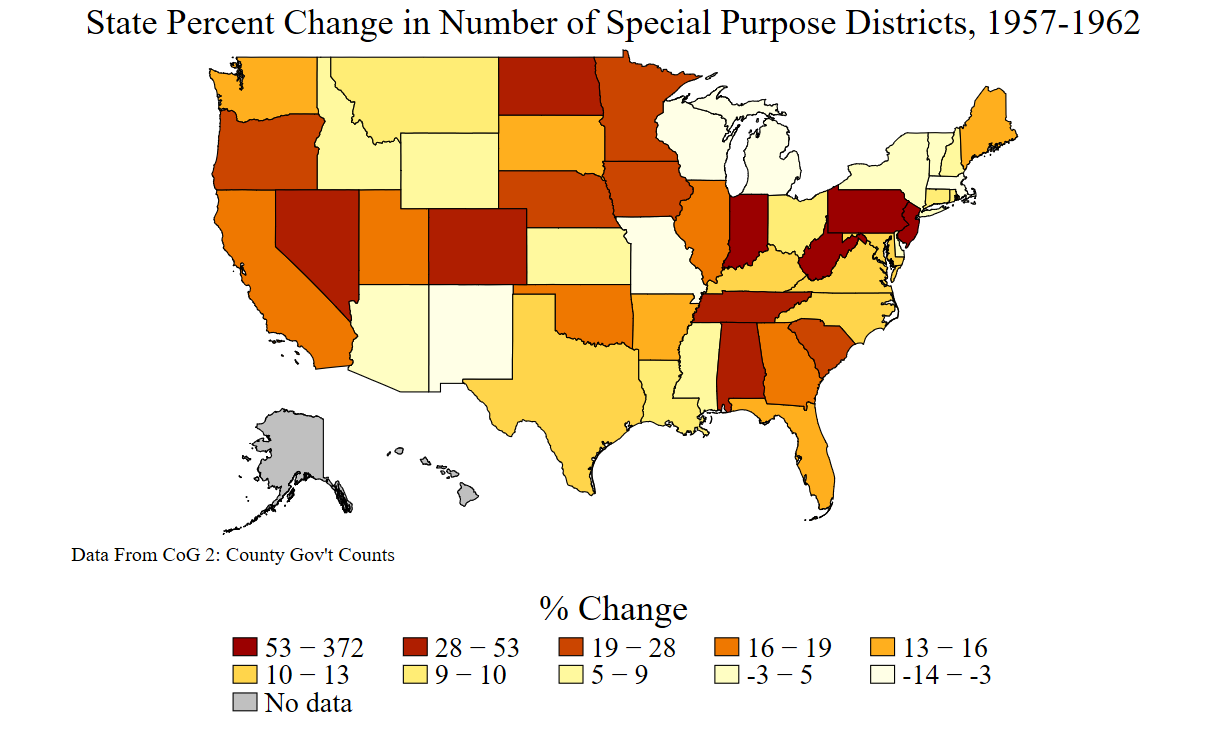 State Percent Change in Number of Special Purpose Districts, 1957-1962
Data From CoG 2: County Gov't Counts
% Change
53 − 372 28 − 53 19 − 28 16 − 19 13 − 16
10 − 13 9 − 10 5 − 9 -3 − 5 -14 − -3
No data